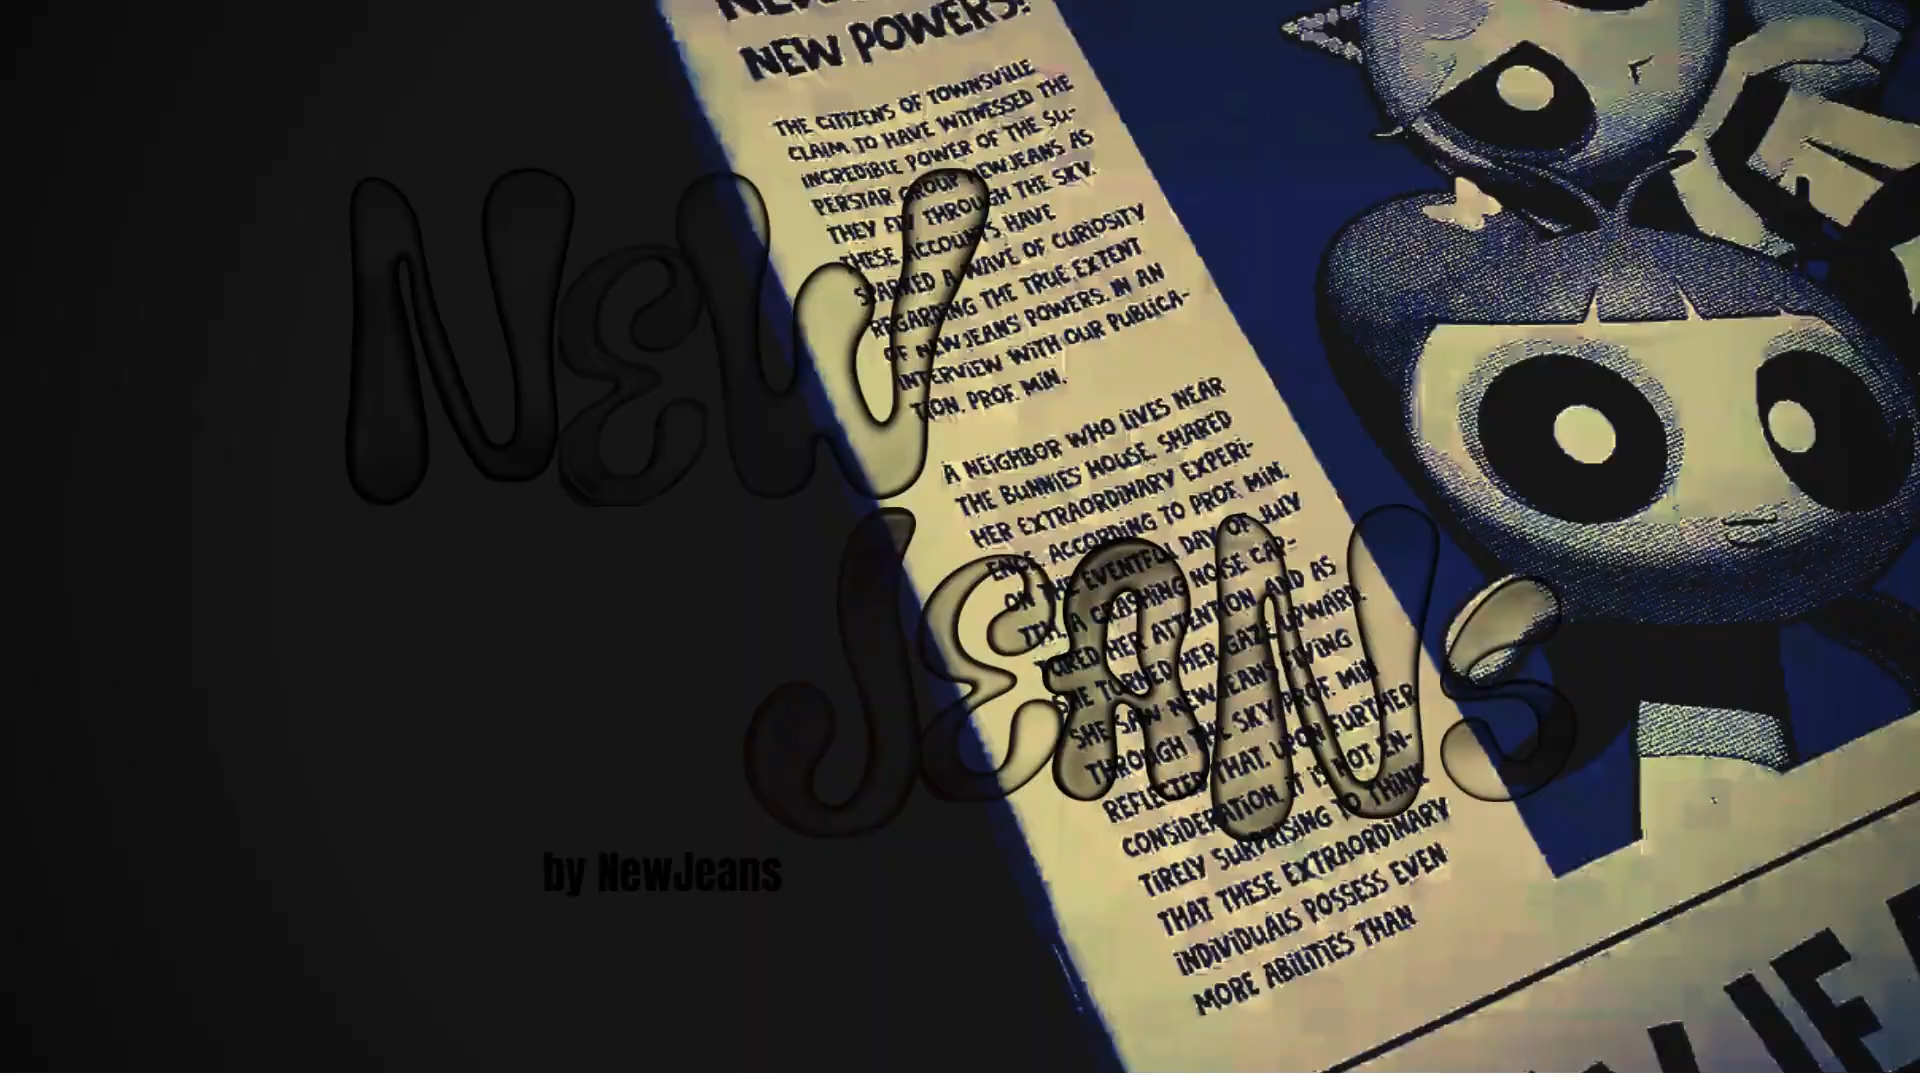 NEW POWERS!
THE CITIZENS OF TOWNSVILLE
CLAIM TO HAVE WITNESSED THE
INCREDIBLE POWER OF THE SU-
PERSTAR GROUP NEWJEANS AS
THEY FLY THROUGH THE SKY.
THESE ACCOUNTS HAVE
SPARKED A WAVE OF CURIOSITY
REGARDING THE TRUE EXTENT
OF NEWJEANS' POWERS. IN AN
INTERVIEW WITH OUR PUBLICA-
TION, PROF. MIN,
A NEIGHBOR WHO LIVES NEAR
THE BUNNIES' HOUSE, SHARED
HER EXTRAORDINARY EXPERI-
ENCE. ACCORDING TO PROF. MIN,
ON THE EVENTFUL DAY OF JULY
7TH, A CRASHING NOISE CAP-
TURED HER ATTENTION, AND AS
SHE TURNED HER GAZE UPWARD,
SHE SAW NEWJEANS FLYING
THROUGH THE SKY. PROF. MIN
REFLECTED THAT, UPON FURTHER
CONSIDERATION, IT IS NOT EN-
TIRELY SURPRISING TO THINK
THAT THESE EXTRAORDINARY
INDIVIDUALS POSSESS EVEN
MORE ABILITIES THAN
NEW
JEANS
by NewJeans